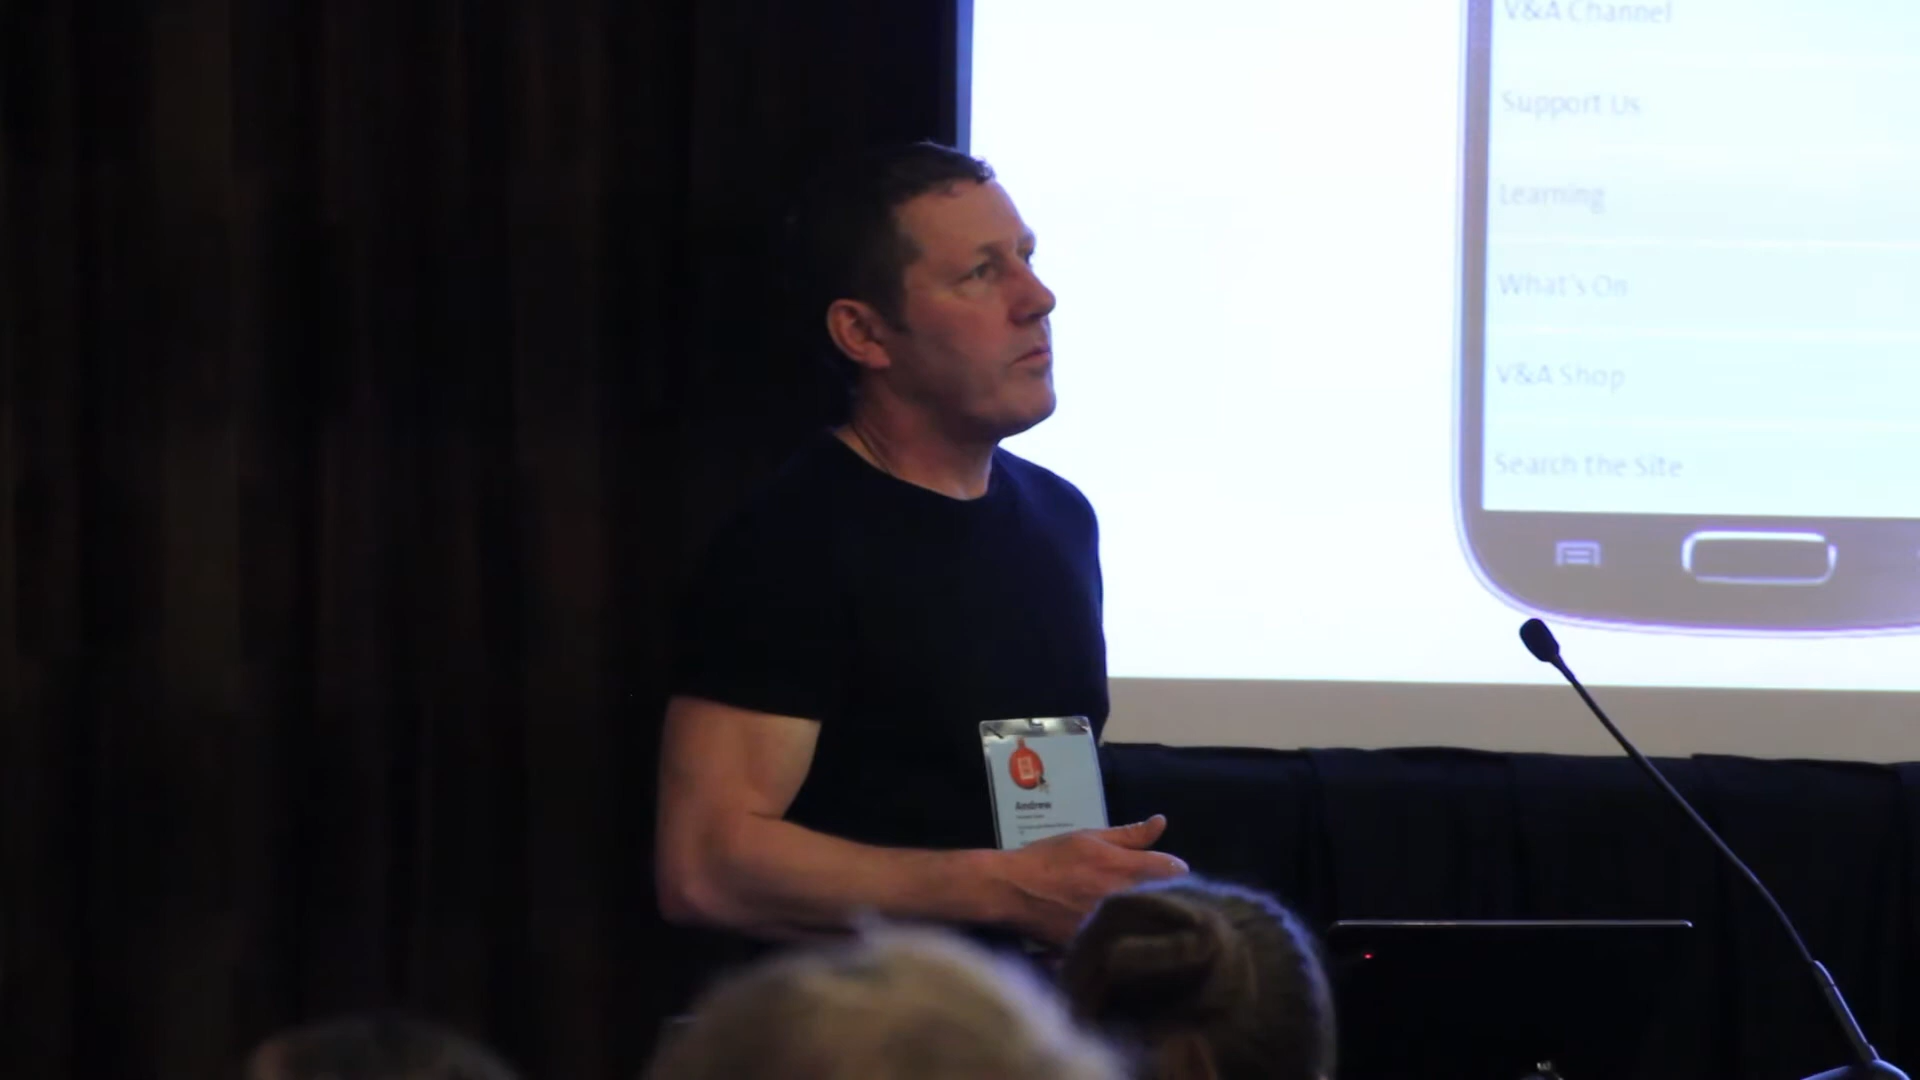 V&A Channel
Support Us
Learning
What's On
V&A Shop
Search the Site
Andrew